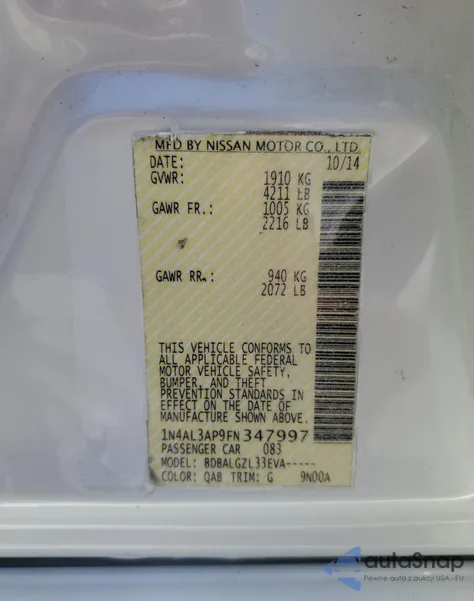 MFD BY NISSAN MOTOR CO., LTD.
DATE: 10/14
GVWR: 1910 KG
4211 LB
GAWR FR.: 1005 KG
2216 LB
GAWR RR.: 940 KG
2072 LB
THIS VEHICLE CONFORMS TO
ALL APPLICABLE FEDERAL
MOTOR VEHICLE SAFETY,
BUMPER, AND THEFT
PREVENTION STANDARDS IN
EFFECT ON THE DATE OF
MANUFACTURE SHOWN ABOVE.
1N4AL3AP9FN347997
PASSENGER CAR 083
MODEL: BDBALGZL33EVA-----
COLOR: QAB TRIM: G 9N00A
autaSnap
Pewne auta z aukcji USA i EU